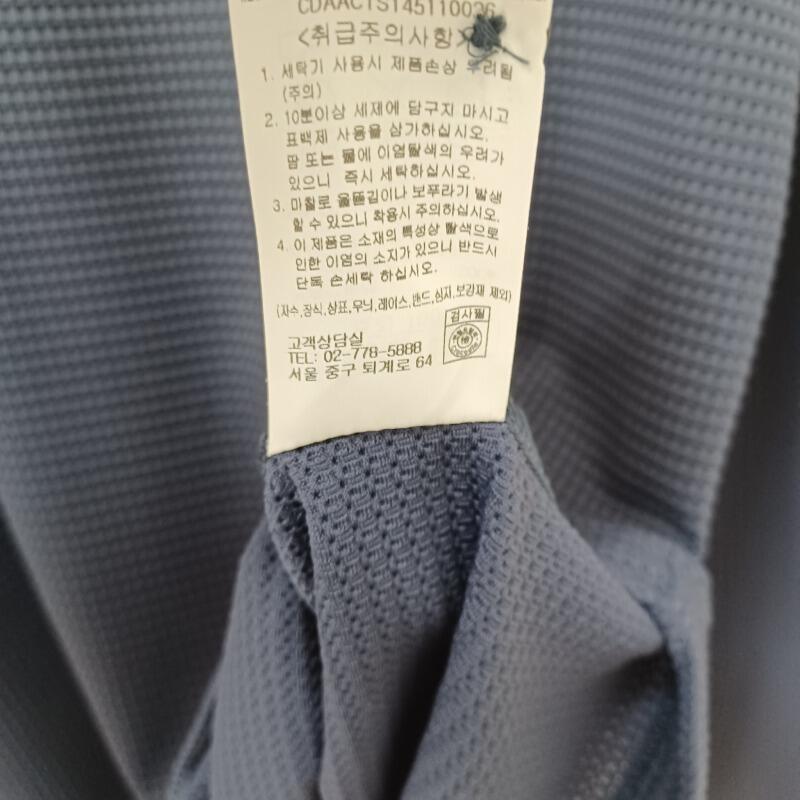 CDAACTS145110026
<취급주의사항>
1. 세탁기 사용시 제품손상 우려됨
(주의)
2. 10분이상 세제에 담구지 마시고
표백제 사용을 삼가하십시오.
땀 또는 물에 이염탈색의 우려가
있으니 즉시 세탁하십시오.
3. 마찰로 올뜯김이나 보푸라기 발생
할 수 있으니 착용시 주의하십시오.
4. 이 제품은 소재의 특성상 탈색으로
인한 이염의 소지가 있으니 반드시
단독 손세탁 하십시오.
(자수,장식,상표,무늬,레이스,밴드,심지,보강재 제외)
검사필
고객상담실
TEL: 02-778-5888
서울 중구 퇴계로 64